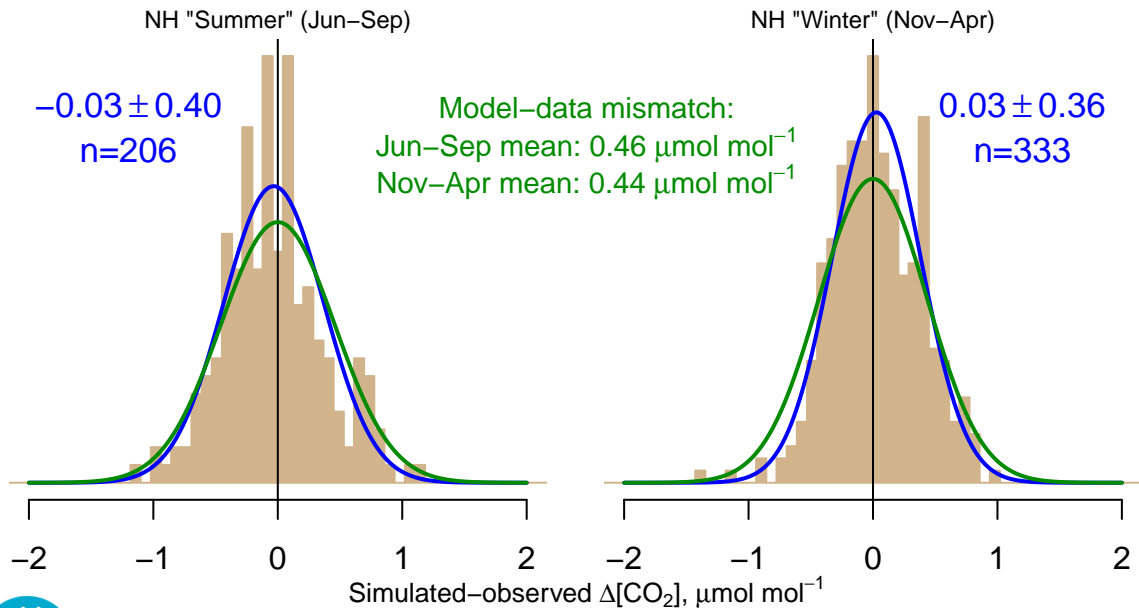 NH "Summer" (Jun−Sep)
−0.03 ± 0.40
n=206
Model−data mismatch:
Jun−Sep mean: 0.46 μmol mol⁻¹
Nov−Apr mean: 0.44 μmol mol⁻¹
NH "Winter" (Nov−Apr)
0.03 ± 0.36
n=333
−2 −1 0 1 2
−2 −1 0 1 2
Simulated−observed Δ[CO₂], μmol mol⁻¹